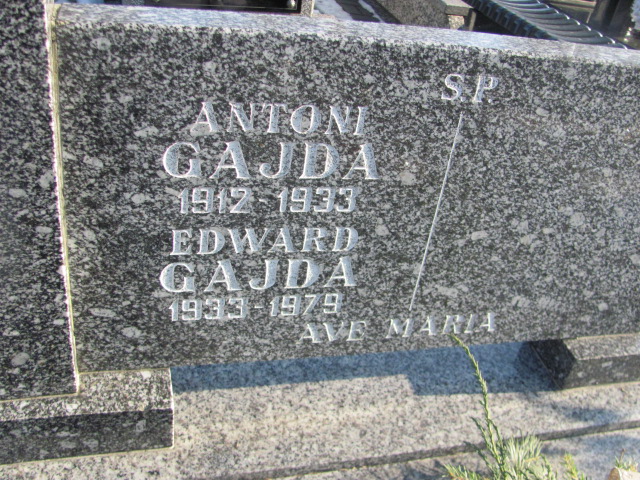 Ś.P.
ANTONI
GAJDA
1912-1933
EDWARD
GAJDA
1933-1979
AVE MARIA